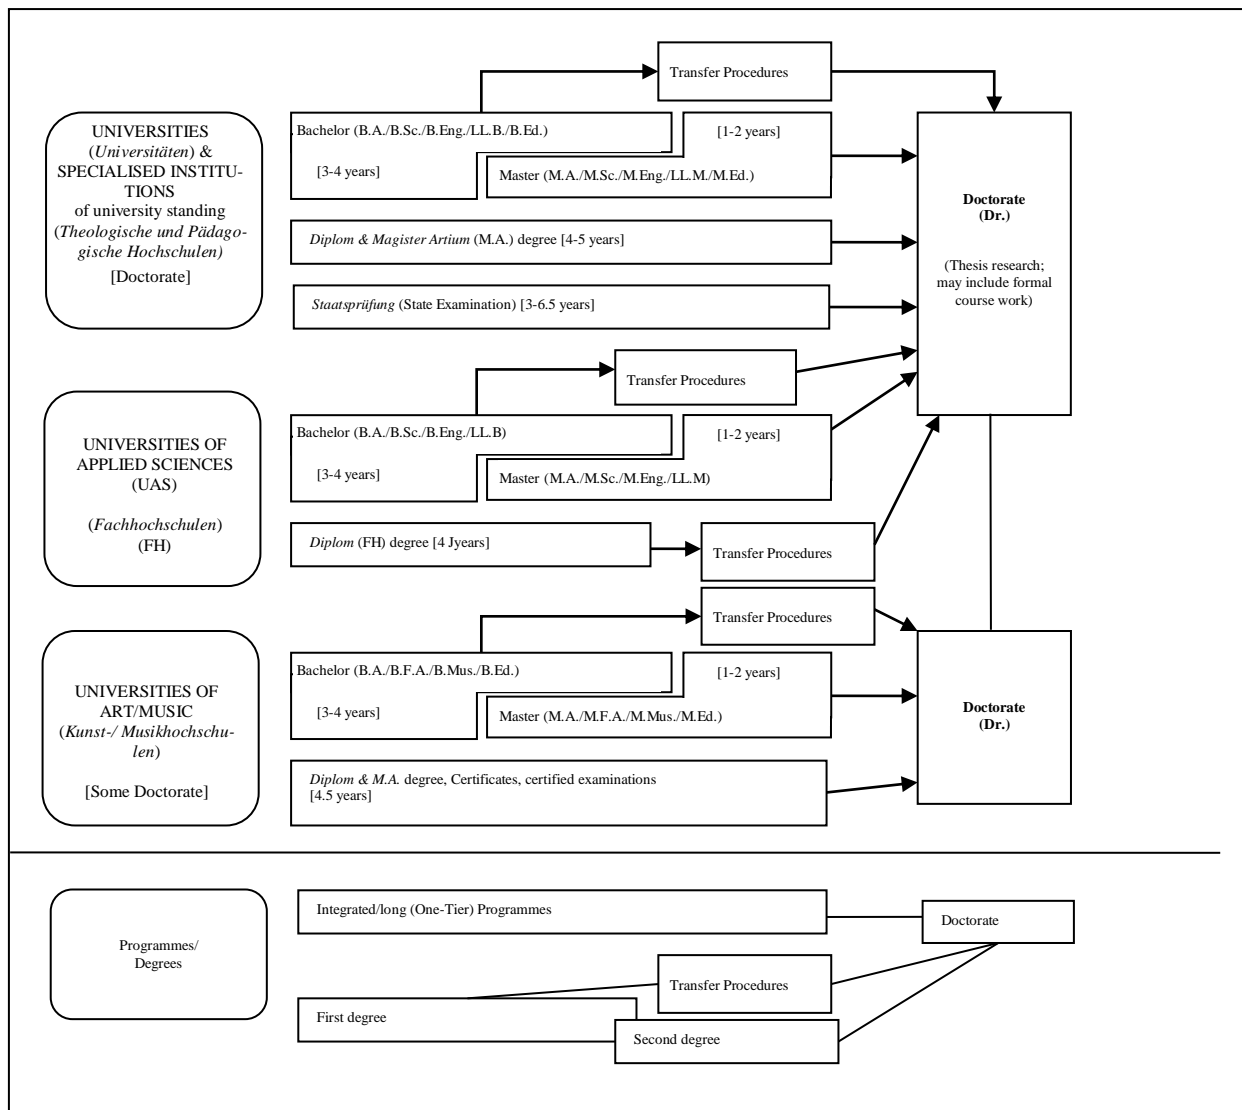 Transfer Procedures
UNIVERSITIES
(Universitäten) &
SPECIALISED INSTITU-
TIONS
of university standing
(Theologische und Pädago-
gische Hochschulen)
[Doctorate]
Bachelor (B.A./B.Sc./B.Eng./LL.B./B.Ed.)
[1-2 years]
[3-4 years]
Master (M.A./M.Sc./M.Eng./LL.M./M.Ed.)
Diplom & Magister Artium (M.A.) degree [4-5 years]
Staatsprüfung (State Examination) [3-6.5 years]
Doctorate
(Dr.)
(Thesis research;
may include formal
course work)
Transfer Procedures
UNIVERSITIES OF
APPLIED SCIENCES
(UAS)
(Fachhochschulen)
(FH)
Bachelor (B.A./B.Sc./B.Eng./LL.B)
[1-2 years]
[3-4 years]
Master (M.A./M.Sc./M.Eng./LL.M)
Diplom (FH) degree [4 Jyears]
Transfer Procedures
Transfer Procedures
UNIVERSITIES OF
ART/MUSIC
(Kunst-/ Musikhochschu-
len)
[Some Doctorate]
Bachelor (B.A./B.F.A./B.Mus./B.Ed.)
[1-2 years]
[3-4 years]
Master (M.A./M.F.A./M.Mus./M.Ed.)
Diplom & M.A. degree, Certificates, certified examinations
[4.5 years]
Doctorate
(Dr.)
Programmes/
Degrees
Integrated/long (One-Tier) Programmes
Doctorate
Transfer Procedures
First degree
Second degree